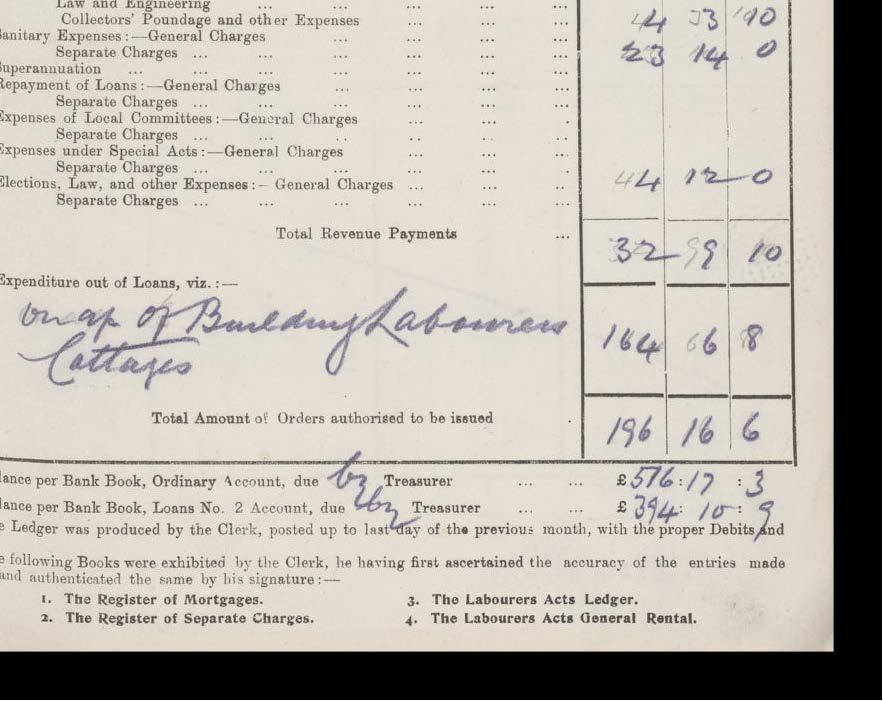 Law and Engineering ... ... ... ... ...
Collectors' Poundage and other Expenses ... ... ... 10
anitary Expenses:—General Charges ... ... ...
Separate Charges ... ... ... ... ... 23 14 0
uperannuation ... ... ... ... ... ...
Repayment of Loans:—General Charges ... ... ...
Separate Charges ... ... ... ... ...
Expenses of Local Committees:—General Charges ... ... .
Separate Charges ... ... .. .. ..
Expenses under Special Acts:—General Charges ... ...
Separate Charges ... ... ... ... .
Elections, Law, and other Expenses:— General Charges ... ... .. 44 12 0
Separate Charges ... ... ... ... ...
Total Revenue Payments ... 32 10
Expenditure out of Loans, viz.:—
of Building Labourers
Cottages 164 6 8
Total Amount of Orders authorised to be issued . 196 16 6
lance per Bank Book, Ordinary Account, due by Treasurer ... ... £576:17:3
lance per Bank Book, Loans No. 2 Account, due by Treasurer ... ... £394:10:9
e Ledger was produced by the Clerk, posted up to last day of the previous month, with the proper Debits and
e following Books were exhibited by the Clerk, he having first ascertained the accuracy of the entries made
and authenticated the same by his signature:—
1. The Register of Mortgages. 3. The Labourers Acts Ledger.
2. The Register of Separate Charges. 4. The Labourers Acts General Rental.